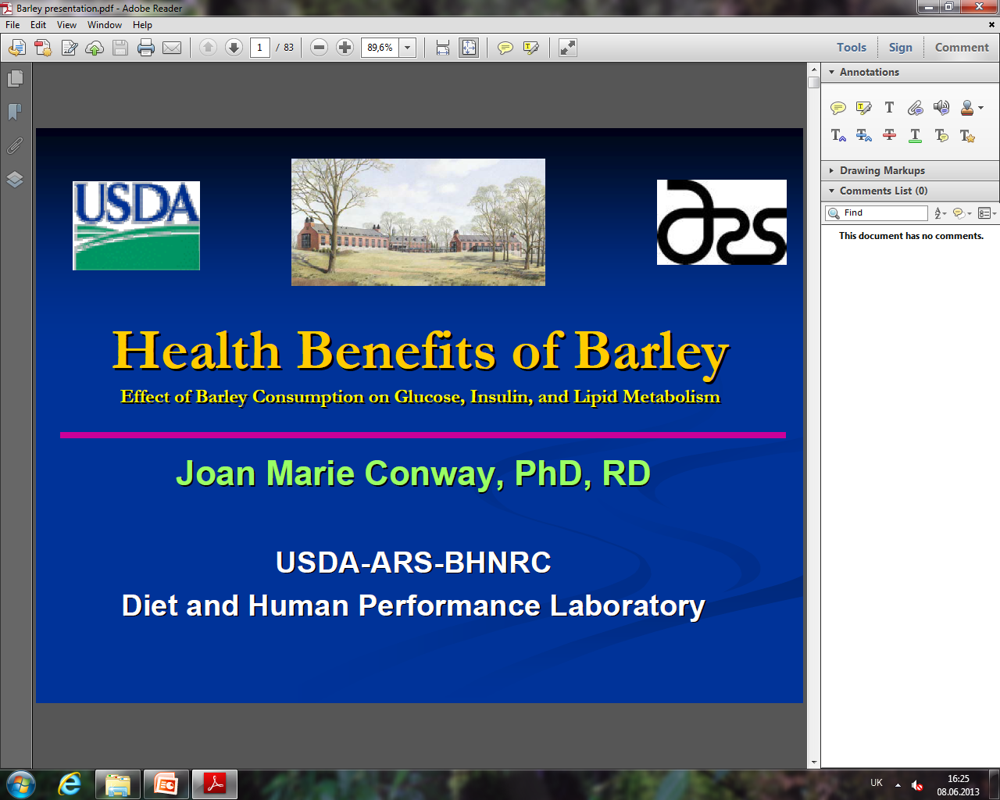 Barley presentation.pdf - Adobe Reader
File Edit View Window Help
1 / 83 89,6%
Tools Sign Comment
Annotations
Drawing Markups
Comments List (0)
Find
This document has no comments.
USDA
ars
Health Benefits of Barley
Effect of Barley Consumption on Glucose, Insulin, and Lipid Metabolism
Joan Marie Conway, PhD, RD
USDA-ARS-BHNRC
Diet and Human Performance Laboratory
UK
16:25
08.06.2013